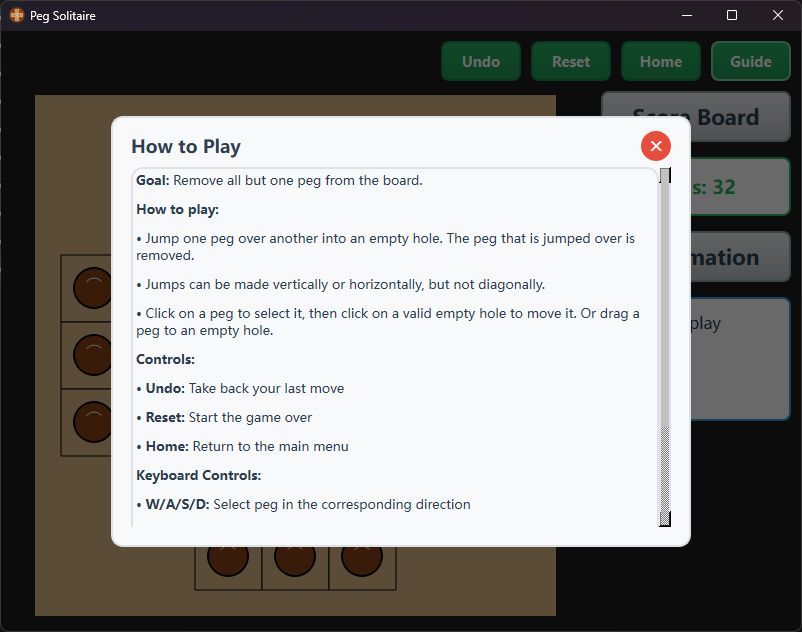 Peg Solitaire
Undo
Reset
Home
Guide
Board
s: 32
mation
play
How to Play
Goal: Remove all but one peg from the board.
How to play:
• Jump one peg over another into an empty hole. The peg that is jumped over is
removed.
• Jumps can be made vertically or horizontally, but not diagonally.
• Click on a peg to select it, then click on a valid empty hole to move it. Or drag a
peg to an empty hole.
Controls:
• Undo: Take back your last move
• Reset: Start the game over
• Home: Return to the main menu
Keyboard Controls:
• W/A/S/D: Select peg in the corresponding direction